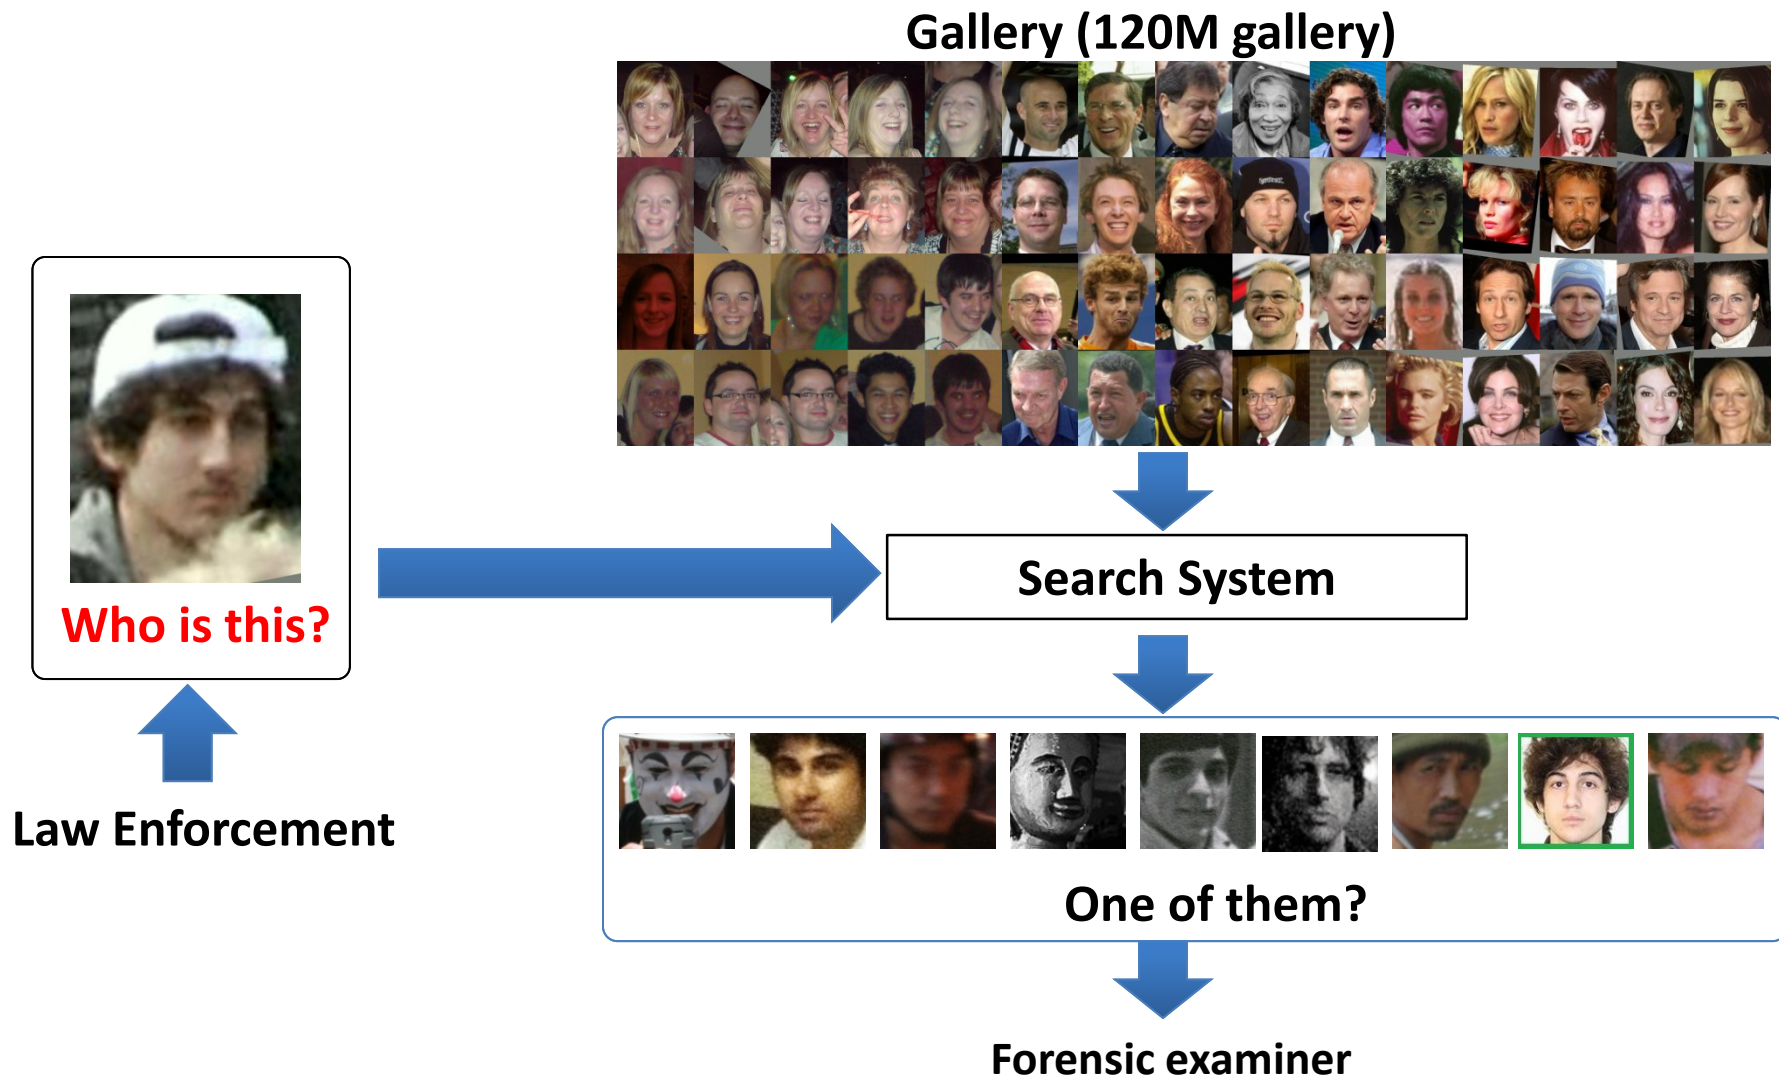 Gallery (120M gallery)
Who is this?
Law Enforcement
Search System
One of them?
Forensic examiner